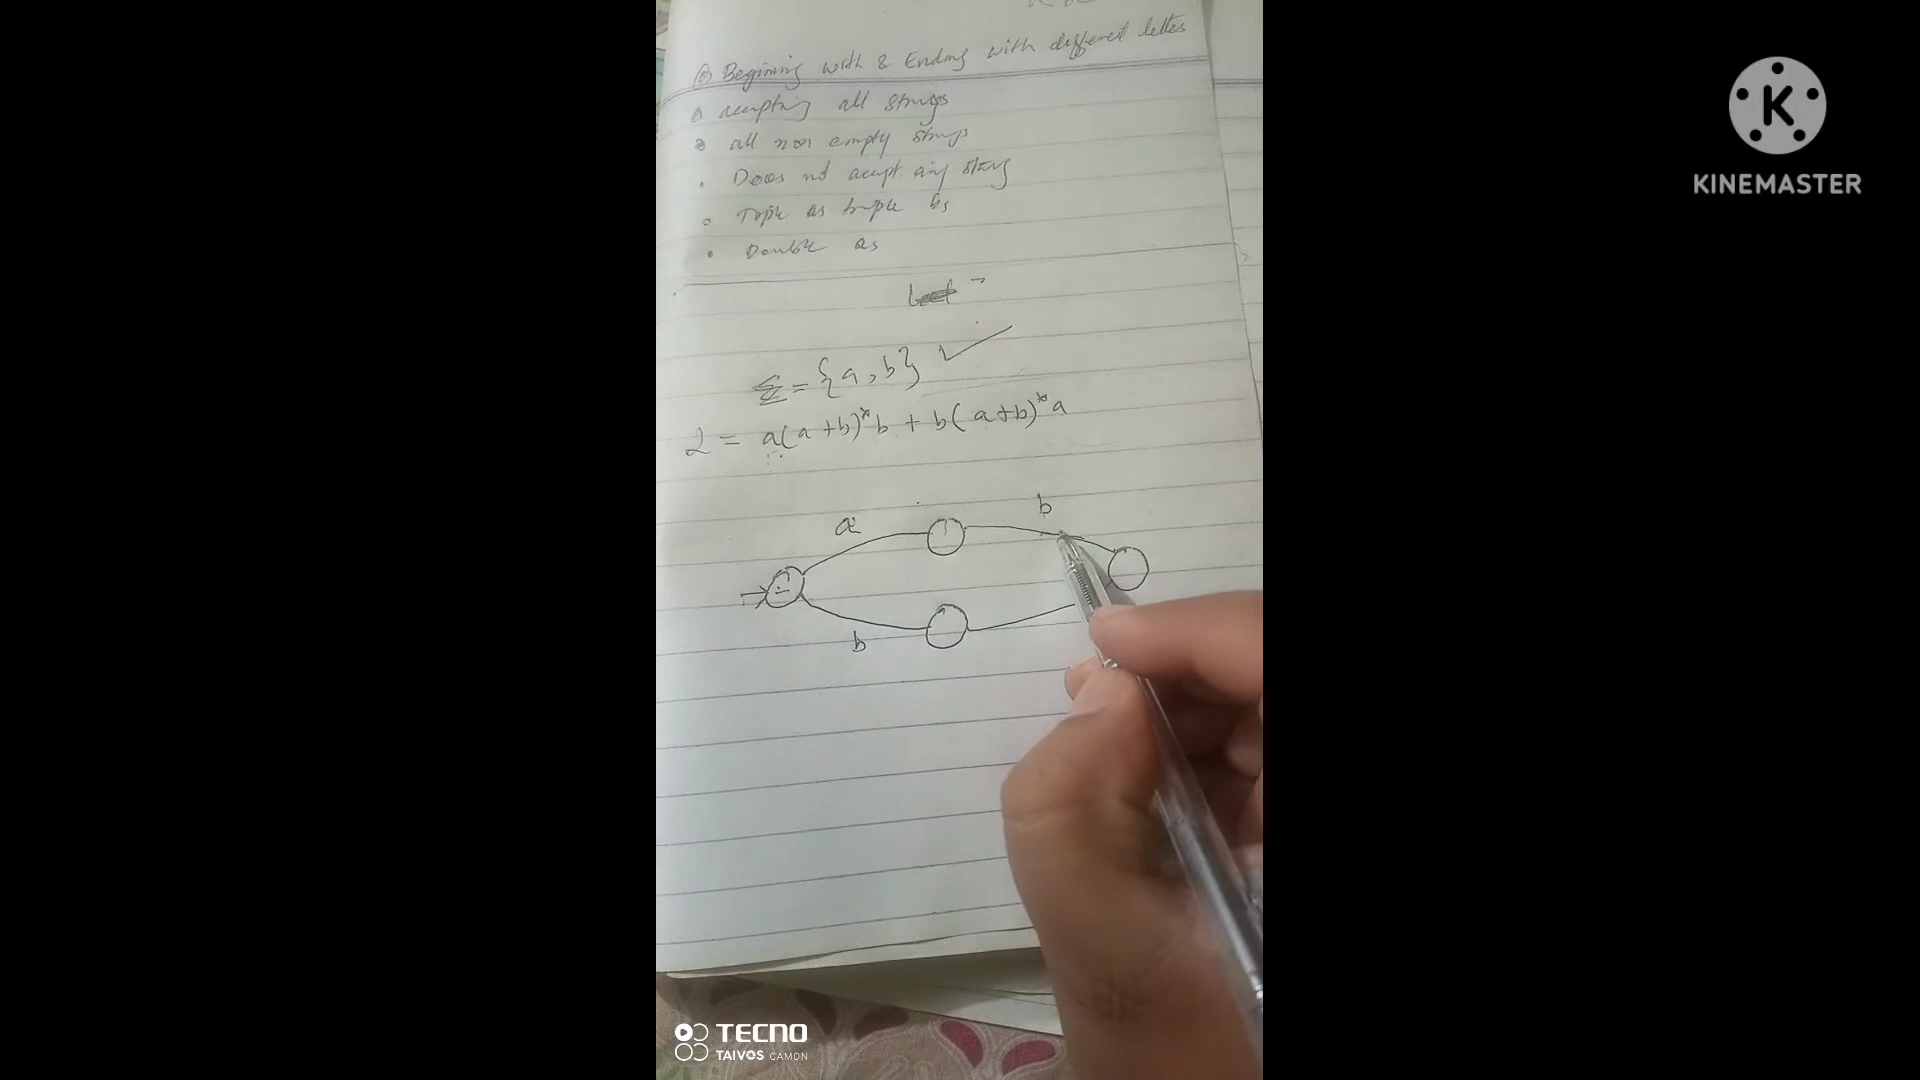 Begining with & Ending with different letters
accepting all strings
all non empty strings
Does not accept any string
Triple as triple bs
Double as
Σ = {a, b}
L = a(a+b)*b + b(a+b)*a
a
b
b
KINEMASTER
TECNO
TAIVOS CAMON